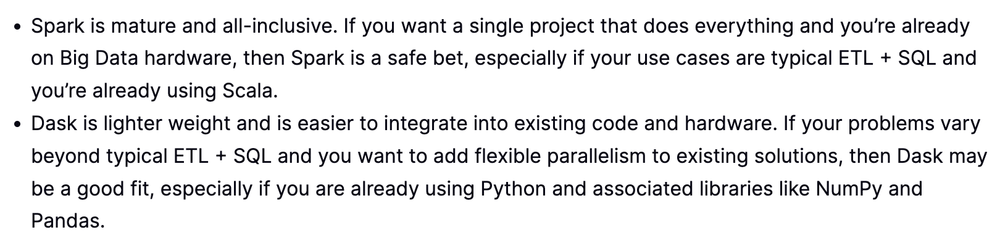 • Spark is mature and all-inclusive. If you want a single project that does everything and you’re already
on Big Data hardware, then Spark is a safe bet, especially if your use cases are typical ETL + SQL and
you’re already using Scala.
• Dask is lighter weight and is easier to integrate into existing code and hardware. If your problems vary
beyond typical ETL + SQL and you want to add flexible parallelism to existing solutions, then Dask may
be a good fit, especially if you are already using Python and associated libraries like NumPy and
Pandas.